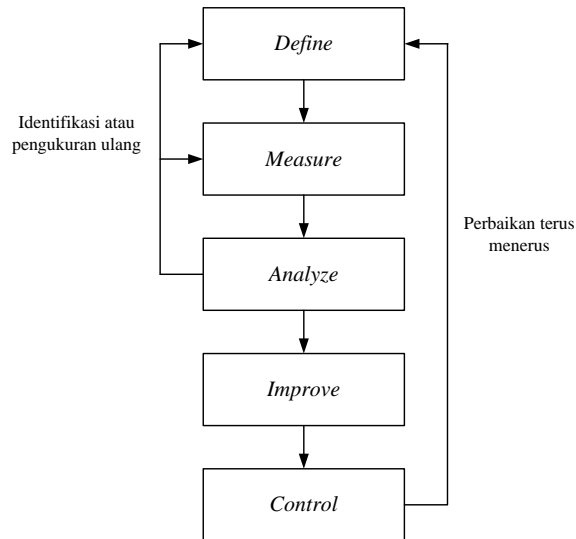 Define
Identifikasi atau
pengukuran ulang
Measure
Perbaikan terus
menerus
Analyze
Improve
Control